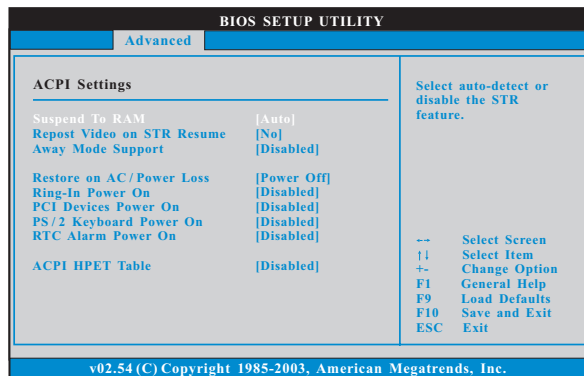 BIOS SETUP UTILITY
Advanced
ACPI Settings
Suspend To RAM [Auto]
Repost Video on STR Resume [No]
Away Mode Support [Disabled]
Restore on AC / Power Loss [Power Off]
Ring-In Power On [Disabled]
PCI Devices Power On [Disabled]
PS / 2 Keyboard Power On [Disabled]
RTC Alarm Power On [Disabled]
ACPI HPET Table [Disabled]
Select auto-detect or
disable the STR
feature.
←→ Select Screen
↑↓ Select Item
+- Change Option
F1 General Help
F9 Load Defaults
F10 Save and Exit
ESC Exit
v02.54 (C) Copyright 1985-2003, American Megatrends, Inc.